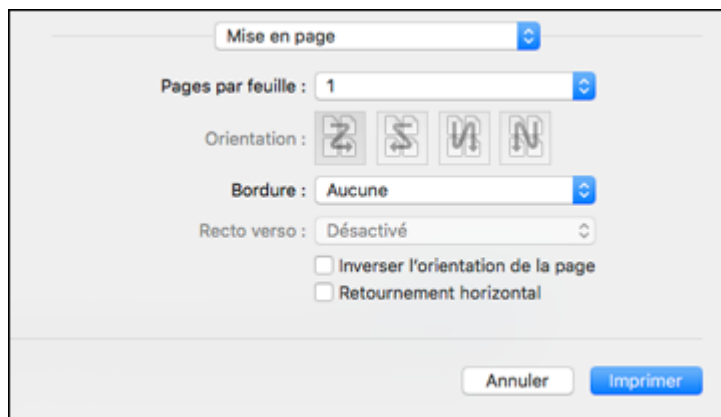 Mise en page
Pages par feuille : 1
Orientation :
Bordure : Aucune
Recto verso : Désactivé
Inverser l'orientation de la page
Retournement horizontal
Annuler Imprimer